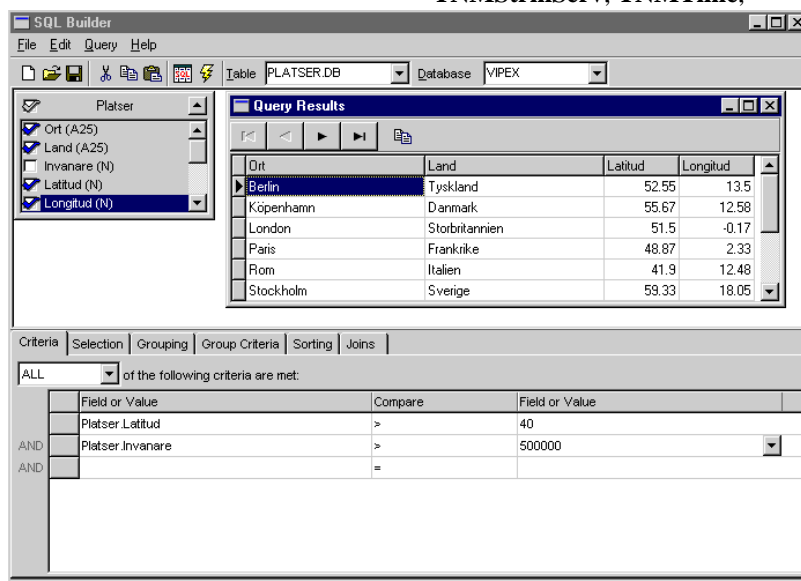 SQL Builder
File Edit Query Help
Table PLATSER.DB Database VIPEX
Platser
Ort (A25)
Land (A25)
Invanare (N)
Latitud (N)
Longitud (N)
Query Results
Ort Land Latitud Longitud
Berlin Tyskland 52.55 13.5
Köpenhamn Danmark 55.67 12.58
London Storbritannien 51.5 -0.17
Paris Frankrike 48.87 2.33
Rom Italien 41.9 12.48
Stockholm Sverige 59.33 18.05
Criteria Selection Grouping Group Criteria Sorting Joins
ALL of the following criteria are met:
Field or Value Compare Field or Value
Platser.Latitud > 40
AND Platser.Invanare > 500000
AND =